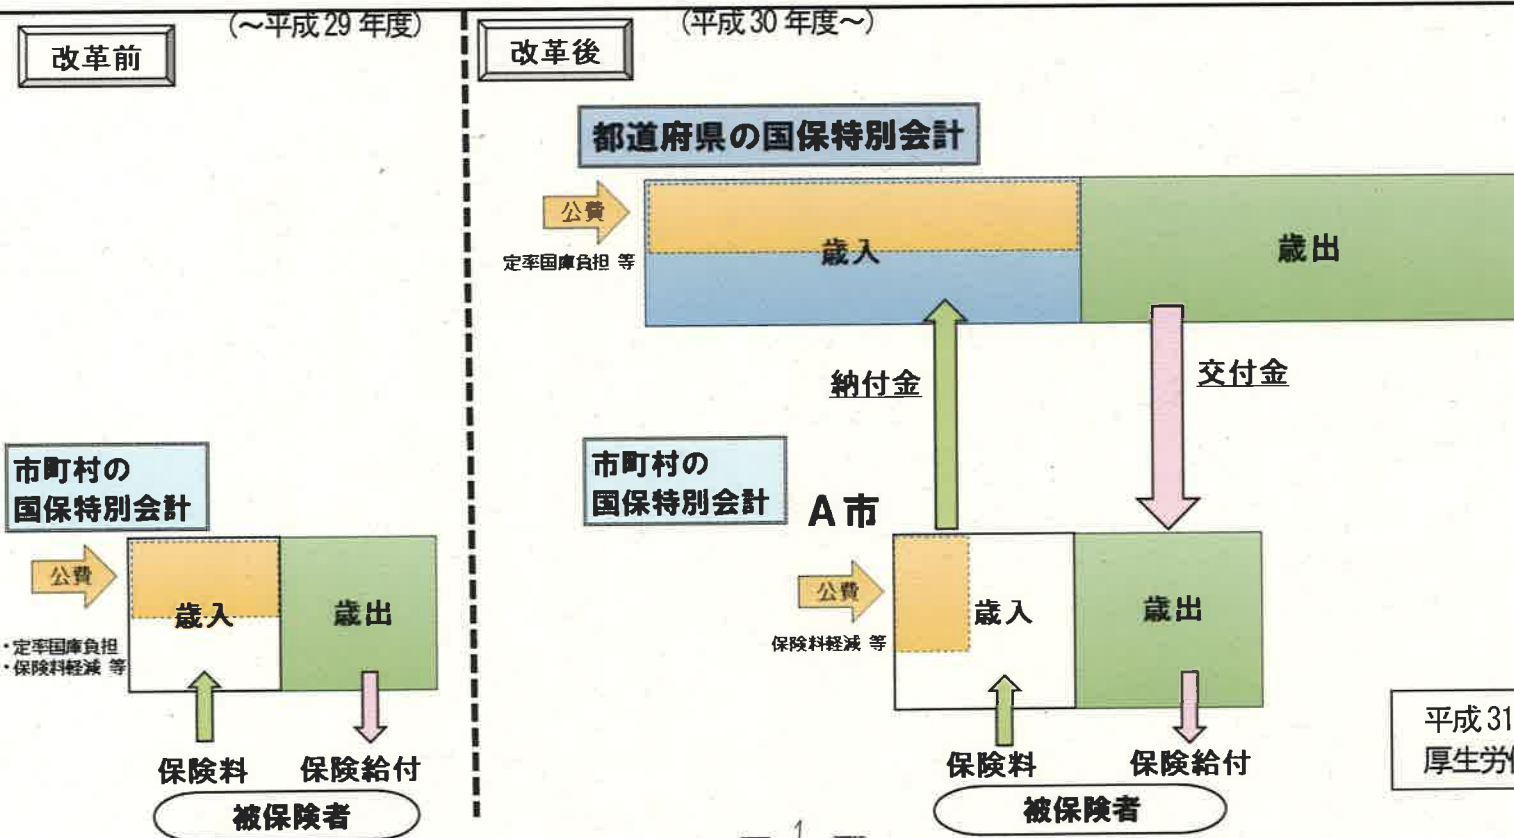 (～平成29年度)
改革前
(平成30年度～)
改革後
都道府県の国保特別会計
公費
定率国庫負担 等
歳入
歳出
納付金
交付金
市町村の
国保特別会計
公費
・定率国庫負担
・保険料軽減 等
歳入
歳出
保険料
保険給付
被保険者
市町村の
国保特別会計
A市
公費
保険料軽減 等
歳入
歳出
保険料
保険給付
被保険者
平成31
厚生労
― 1 ―